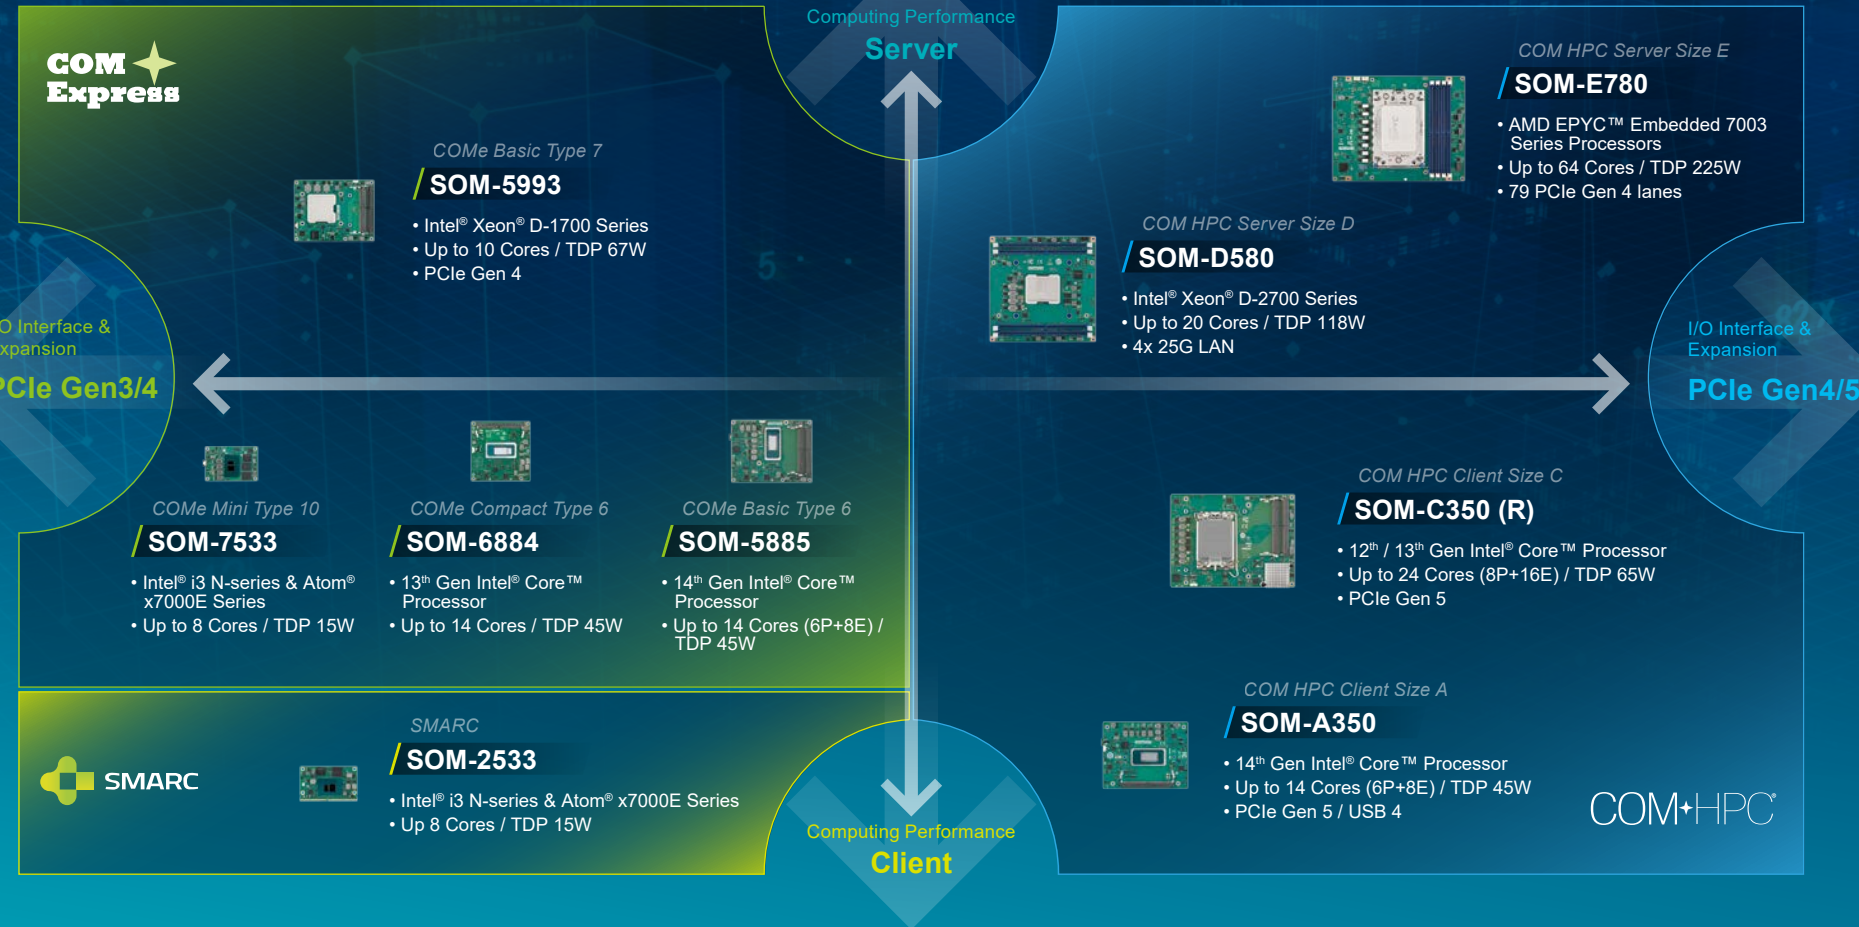 Computing Performance
Server
COM
Express
COMe Basic Type 7
SOM-5993
• Intel® Xeon® D-1700 Series
• Up to 10 Cores / TDP 67W
• PCIe Gen 4
COM HPC Server Size E
SOM-E780
• AMD EPYC™ Embedded 7003
Series Processors
• Up to 64 Cores / TDP 225W
• 79 PCIe Gen 4 lanes
COM HPC Server Size D
SOM-D580
• Intel® Xeon® D-2700 Series
• Up to 20 Cores / TDP 118W
• 4x 25G LAN
O Interface &
xpansion
PCIe Gen3/4
I/O Interface &
Expansion
PCIe Gen4/5
COMe Mini Type 10
SOM-7533
• Intel® i3 N-series & Atom®
x7000E Series
• Up to 8 Cores / TDP 15W
COMe Compact Type 6
SOM-6884
• 13th Gen Intel® Core™
Processor
• Up to 14 Cores / TDP 45W
COMe Basic Type 6
SOM-5885
• 14th Gen Intel® Core™
Processor
• Up to 14 Cores (6P+8E) /
TDP 45W
COM HPC Client Size C
SOM-C350 (R)
• 12th / 13th Gen Intel® Core™ Processor
• Up to 24 Cores (8P+16E) / TDP 65W
• PCIe Gen 5
SMARC
SMARC
SOM-2533
• Intel® i3 N-series & Atom® x7000E Series
• Up 8 Cores / TDP 15W
COM HPC Client Size A
SOM-A350
• 14th Gen Intel® Core™ Processor
• Up to 14 Cores (6P+8E) / TDP 45W
• PCIe Gen 5 / USB 4
COM HPC®
Computing Performance
Client